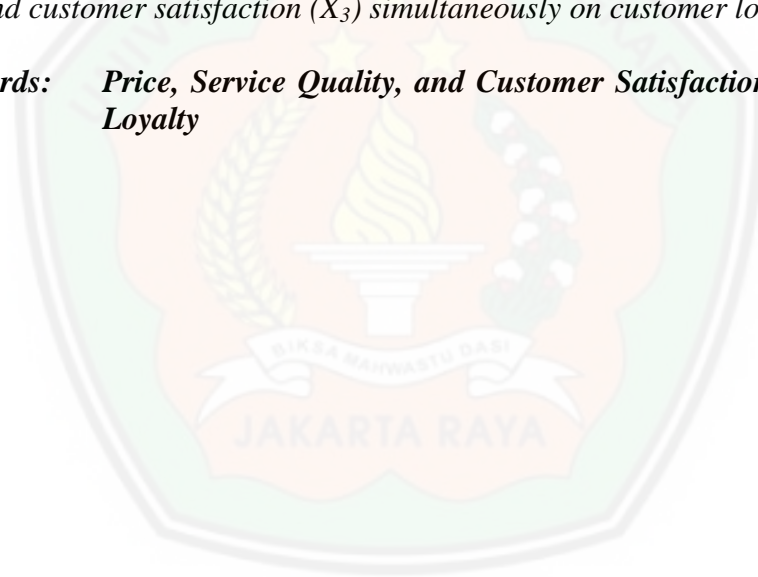 nd customer satisfaction (X₃) simultaneously on customer lo
rds: Price, Service Quality, and Customer Satisfaction
Loyalty
BIKSA MAHWASTU DASI
JAKARTA RAYA